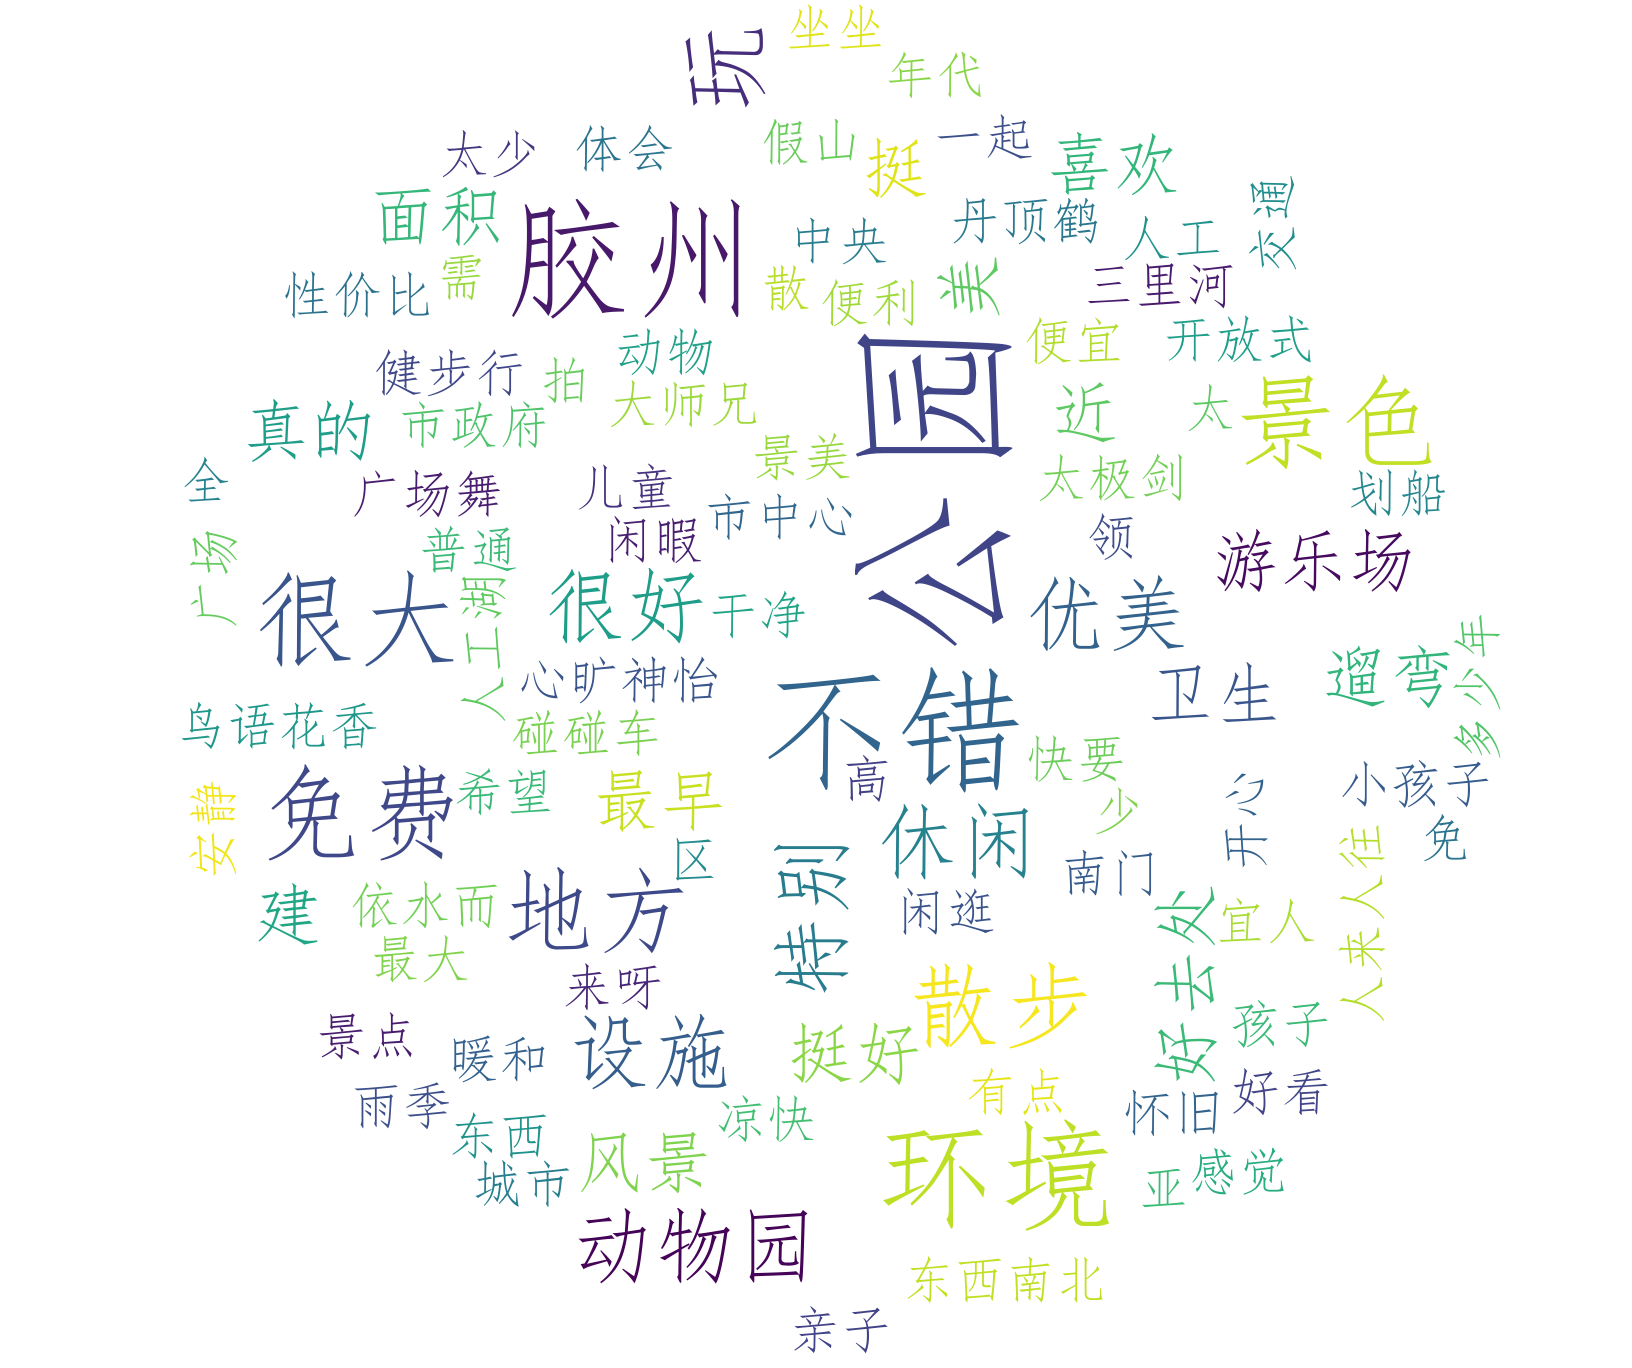 坐坐
玩
年代
太少
体会
假山
挺
一起
喜欢
面积
胶州
中央
丹顶鹤
人工
交通
性价比
需
散
便利
美
三里河
健步行
拍
动物
大师兄
公园
便宜
开放式
真的
市政府
景美
近
太
景色
全
广场舞
儿童
闲暇
市中心
太极剑
领
划船
广场
普通
人工湖
很大
很好
干净
优美
游乐场
心旷神怡
不错
卫生
遛弯
多少年
鸟语花香
碰碰车
高
快要
小孩子
安静
免费
希望
最早
区
休闲
少
开心
免
建
依水而
最大
地方
特别
闲逛
南门
好去处
宜人
人来人往
来呀
散步
孩子
景点
暖和
设施
挺好
有点
怀旧
好看
雨季
东西
城市
风景
凉快
环境
亚
感觉
动物园
东西南北
亲子